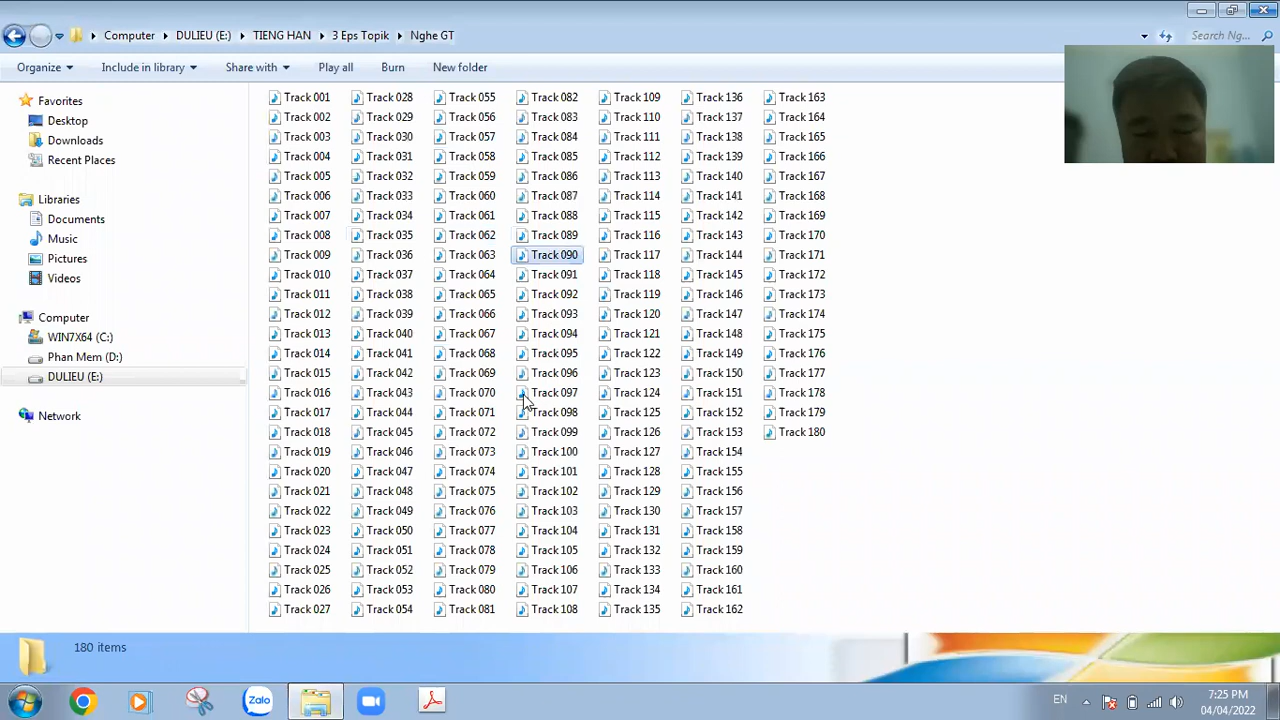 Computer DULIEU (E:) TIENG HAN 3 Eps Topik Nghe GT Search Ng...
Organize Include in library Share with Play all Burn New folder
Favorites
Desktop
Downloads
Recent Places
Libraries
Documents
Music
Pictures
Videos
Computer
WIN7X64 (C:)
Phan Mem (D:)
DULIEU (E:)
Network
Track 001
Track 002
Track 003
Track 004
Track 005
Track 006
Track 007
Track 008
Track 009
Track 010
Track 011
Track 012
Track 013
Track 014
Track 015
Track 016
Track 017
Track 018
Track 019
Track 020
Track 021
Track 022
Track 023
Track 024
Track 025
Track 026
Track 027
Track 028
Track 029
Track 030
Track 031
Track 032
Track 033
Track 034
Track 035
Track 036
Track 037
Track 038
Track 039
Track 040
Track 041
Track 042
Track 043
Track 044
Track 045
Track 046
Track 047
Track 048
Track 049
Track 050
Track 051
Track 052
Track 053
Track 054
Track 055
Track 056
Track 057
Track 058
Track 059
Track 060
Track 061
Track 062
Track 063
Track 064
Track 065
Track 066
Track 067
Track 068
Track 069
Track 070
Track 071
Track 072
Track 073
Track 074
Track 075
Track 076
Track 077
Track 078
Track 079
Track 080
Track 081
Track 082
Track 083
Track 084
Track 085
Track 086
Track 087
Track 088
Track 089
Track 090
Track 091
Track 092
Track 093
Track 094
Track 095
Track 096
Track 097
Track 098
Track 099
Track 100
Track 101
Track 102
Track 103
Track 104
Track 105
Track 106
Track 107
Track 108
Track 109
Track 110
Track 111
Track 112
Track 113
Track 114
Track 115
Track 116
Track 117
Track 118
Track 119
Track 120
Track 121
Track 122
Track 123
Track 124
Track 125
Track 126
Track 127
Track 128
Track 129
Track 130
Track 131
Track 132
Track 133
Track 134
Track 135
Track 136
Track 137
Track 138
Track 139
Track 140
Track 141
Track 142
Track 143
Track 144
Track 145
Track 146
Track 147
Track 148
Track 149
Track 150
Track 151
Track 152
Track 153
Track 154
Track 155
Track 156
Track 157
Track 158
Track 159
Track 160
Track 161
Track 162
Track 163
Track 164
Track 165
Track 166
Track 167
Track 168
Track 169
Track 170
Track 171
Track 172
Track 173
Track 174
Track 175
Track 176
Track 177
Track 178
Track 179
Track 180
180 items
Zalo
EN
7:25 PM
04/04/2022